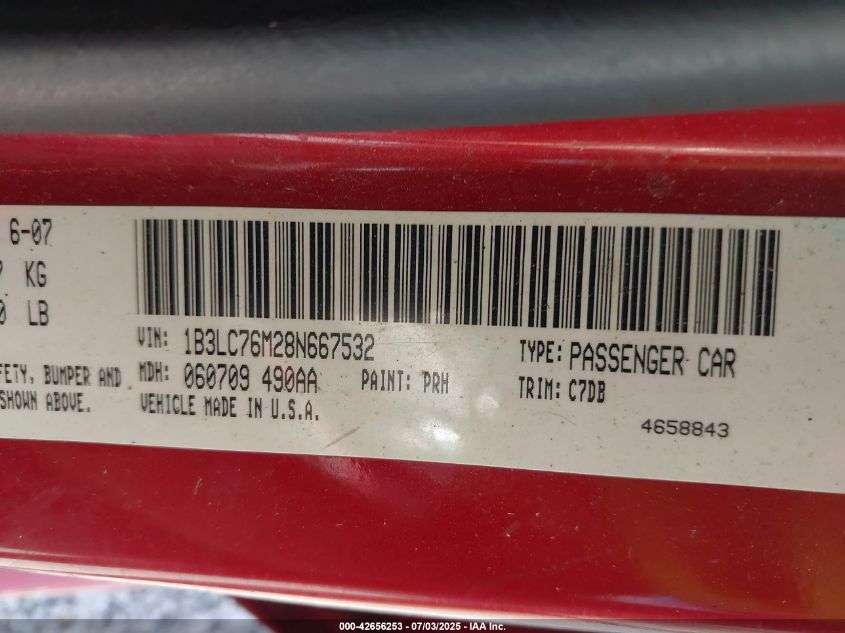 6-07
KG
LB
VIN: 1B3LC76M28N667532
TYPE: PASSENGER CAR
BUMPER AND
MDH: 060709 490AA
PAINT: PRH
TRIM: C7DB
SHOWN ABOVE.
VEHICLE MADE IN U.S.A.
4658843
000-42656253 - 07/03/2025 - IAA Inc.